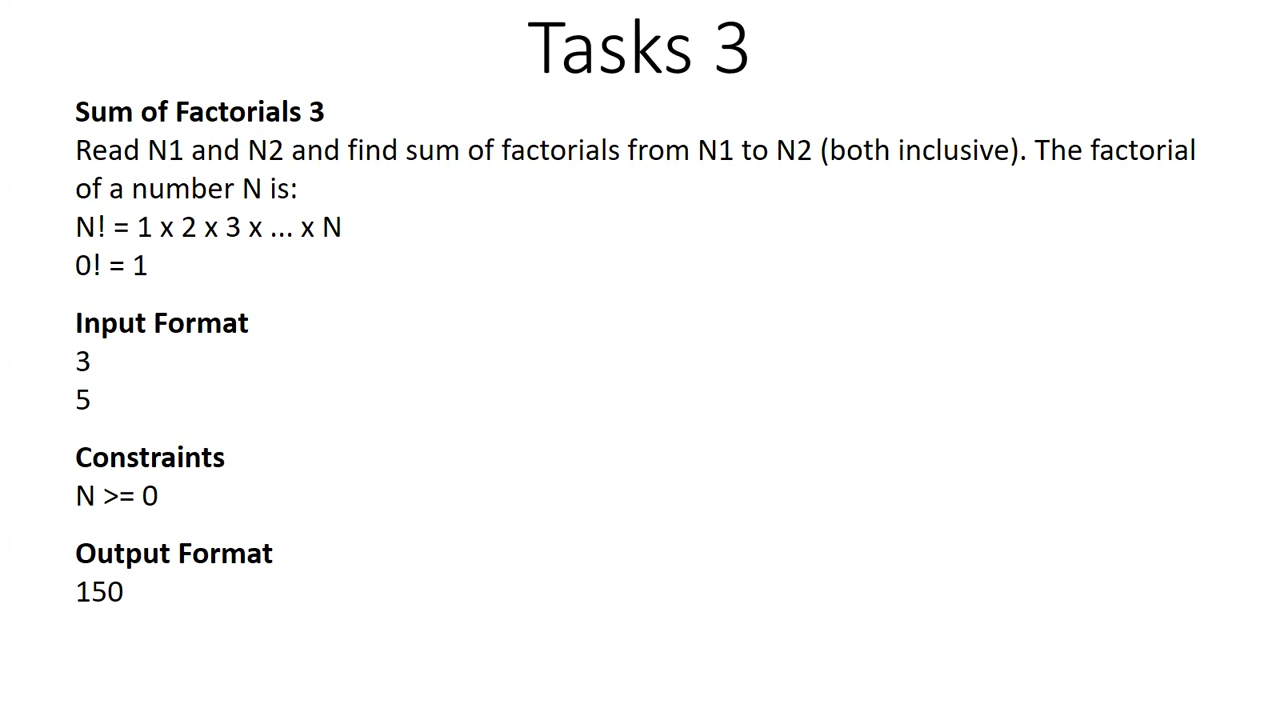 Tasks 3
Sum of Factorials 3
Read N1 and N2 and find sum of factorials from N1 to N2 (both inclusive). The factorial
of a number N is:
N! = 1 x 2 x 3 x ... x N
0! = 1
Input Format
3
5
Constraints
N >= 0
Output Format
150